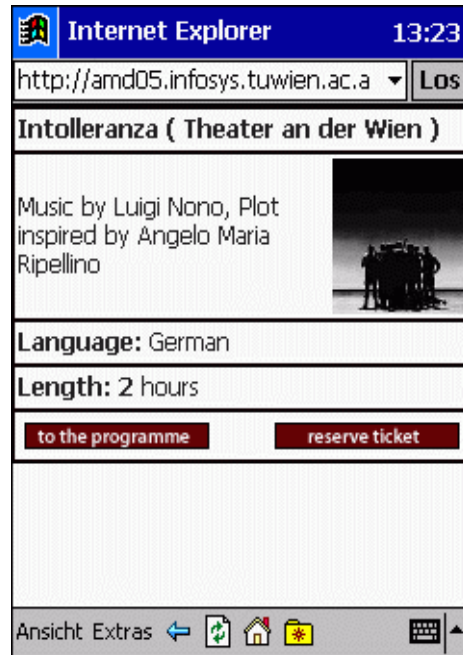 Internet Explorer 13:23
http://amd05.infosys.tuwien.ac.a Los
Intolleranza ( Theater an der Wien )
Music by Luigi Nono, Plot
inspired by Angelo Maria
Ripellino
Language: German
Length: 2 hours
to the programme reserve ticket
Ansicht Extras